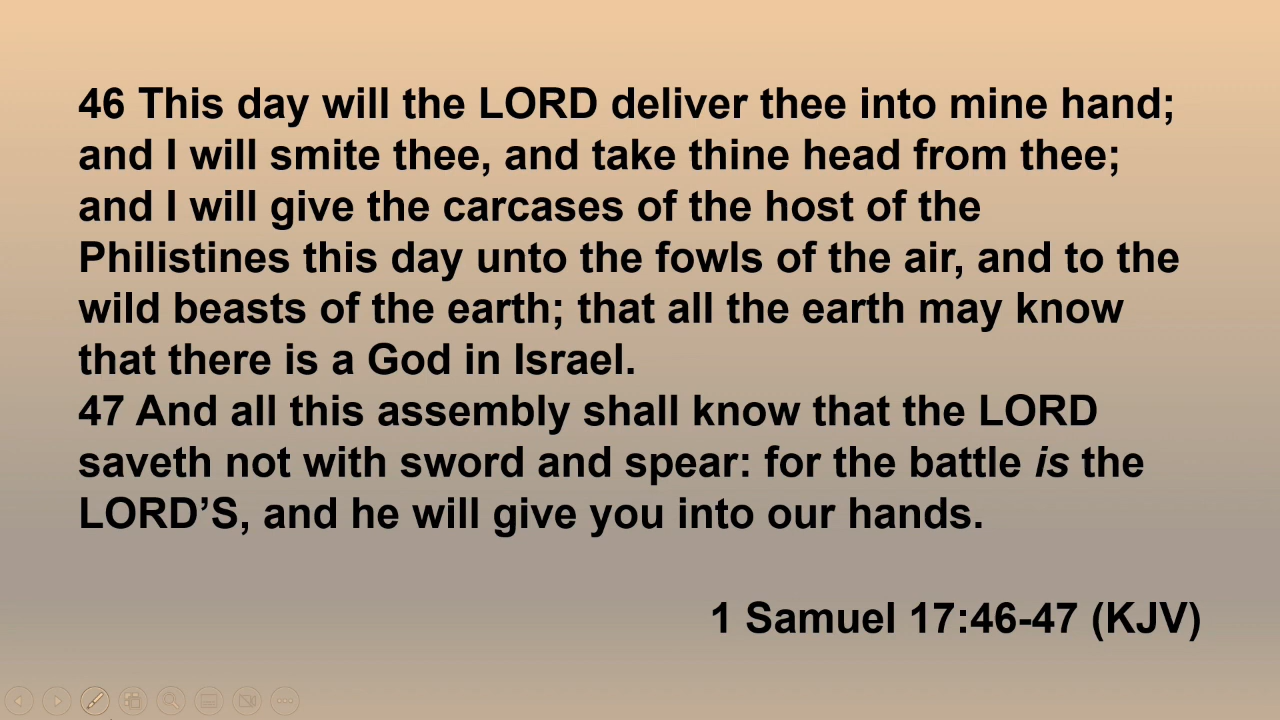 46 This day will the LORD deliver thee into mine hand;
and I will smite thee, and take thine head from thee;
and I will give the carcases of the host of the
Philistines this day unto the fowls of the air, and to the
wild beasts of the earth; that all the earth may know
that there is a God in Israel.
47 And all this assembly shall know that the LORD
saveth not with sword and spear: for the battle is the
LORD’S, and he will give you into our hands.
1 Samuel 17:46-47 (KJV)